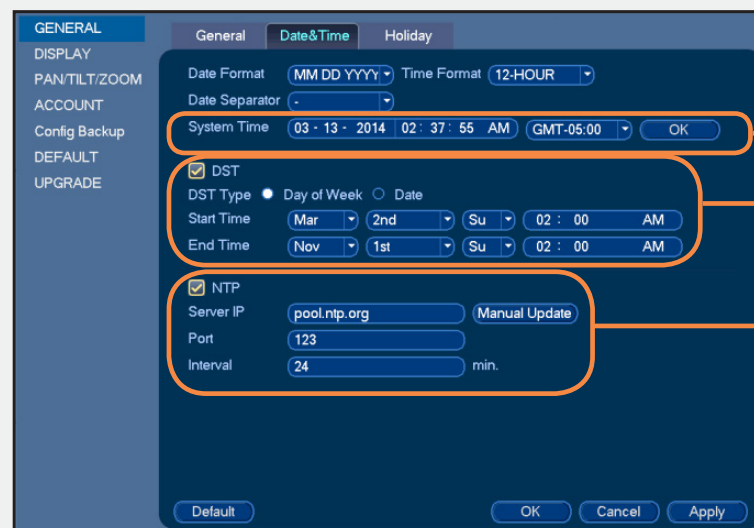 GENERAL
DISPLAY
PAN/TILT/ZOOM
ACCOUNT
Config Backup
DEFAULT
UPGRADE
General Date&Time Holiday
Date Format MM DD YYYY Time Format 12-HOUR
Date Separator -
System Time 03 - 13 - 2014 02 : 37 : 55 AM GMT-05:00 OK
DST
DST Type Day of Week Date
Start Time Mar 2nd Su 02 : 00 AM
End Time Nov 1st Su 02 : 00 AM
NTP
Server IP pool.ntp.org Manual Update
Port 123
Interval 24 min.
Default OK Cancel Apply